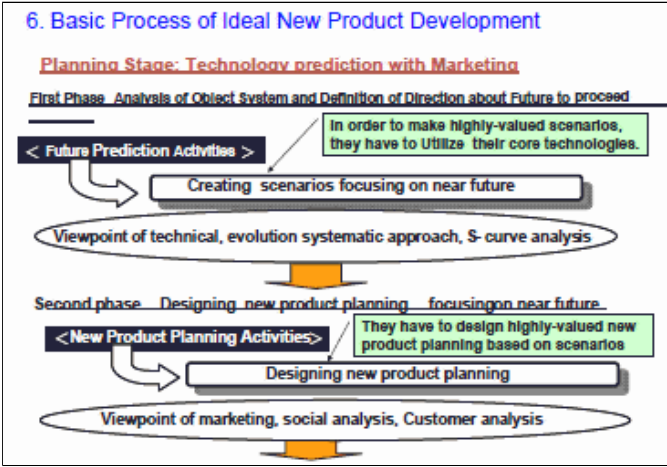 6. Basic Process of Ideal New Product Development
Planning Stage: Technology prediction with Marketing
First Phase Analysis of Object System and Definition of Direction about Future to proceed
In order to make highly-valued scenarios,
they have to Utilize their core technologies.
< Future Prediction Activities >
Creating scenarios focusing on near future
Viewpoint of technical, evolution systematic approach, S- curve analysis
Second phase Designing new product planning focusingon near future
They have to design highly-valued new
product planning based on scenarios
<New Product Planning Activities>
Designing new product planning
Viewpoint of marketing, social analysis, Customer analysis